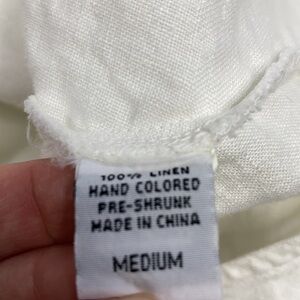 100% LINEN
HAND COLORED
PRE-SHRUNK
MADE IN CHINA
MEDIUM